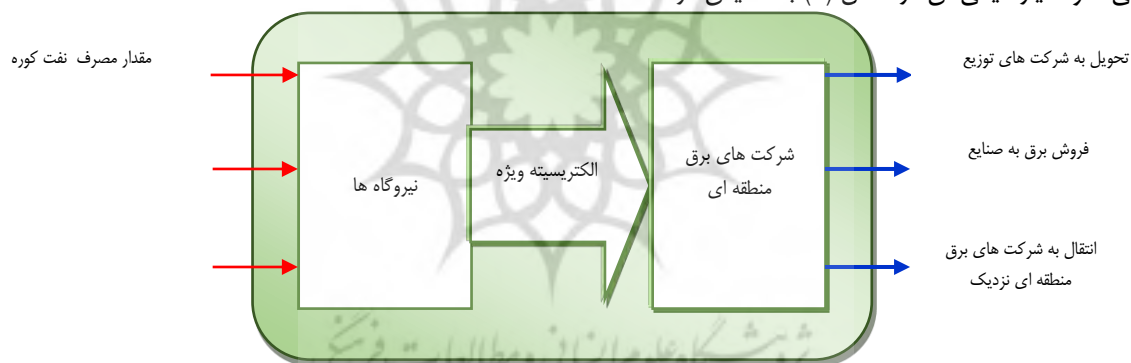 مقدار مصرف نفت کوره
نیروگاه ها
الکتریسیته ویژه
شرکت های برق
منطقه ای
تحویل به شرکت های توزیع
فروش برق به صنایع
انتقال به شرکت های برق
منطقه ای نزدیک